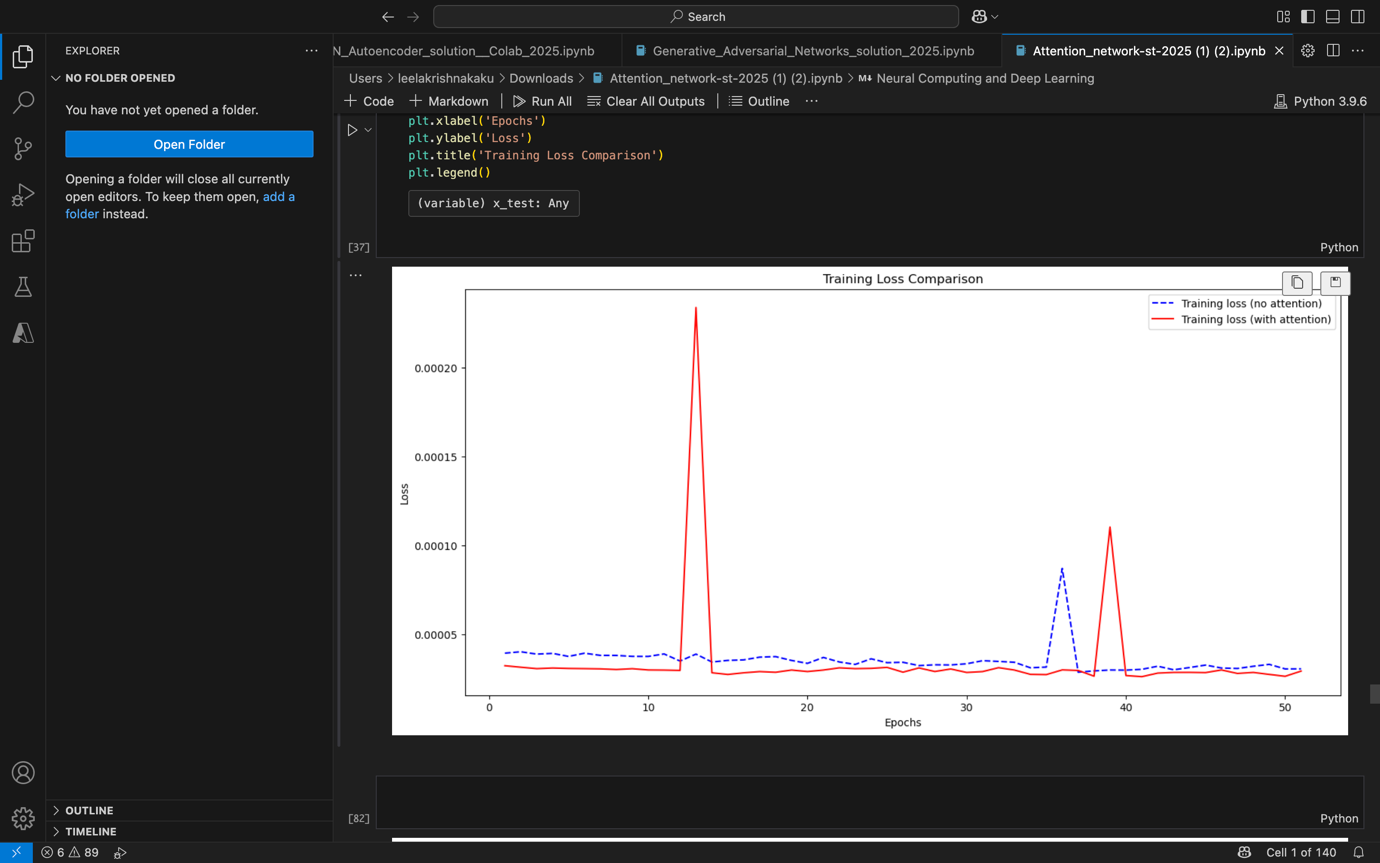 Search
EXPLORER
NO FOLDER OPENED
You have not yet opened a folder.
Open Folder
Opening a folder will close all currently
open editors. To keep them open, add a
folder instead.
OUTLINE
TIMELINE
N_Autoencoder_solution__Colab_2025.ipynb
Generative_Adversarial_Networks_solution_2025.ipynb
Attention_network-st-2025 (1) (2).ipynb
Users > leelakrishnakaku > Downloads > Attention_network-st-2025 (1) (2).ipynb > M↓ Neural Computing and Deep Learning
+ Code + Markdown Run All Clear All Outputs Outline ...
Python 3.9.6
plt.xlabel('Epochs')
plt.ylabel('Loss')
plt.title('Training Loss Comparison')
plt.legend()
(variable) x_test: Any
[37]
Python
Training Loss Comparison
Training loss (no attention)
Training loss (with attention)
0.00020
0.00015
0.00010
0.00005
Loss
0 10 20 30 40 50
Epochs
[82]
Python
6 89
Cell 1 of 140